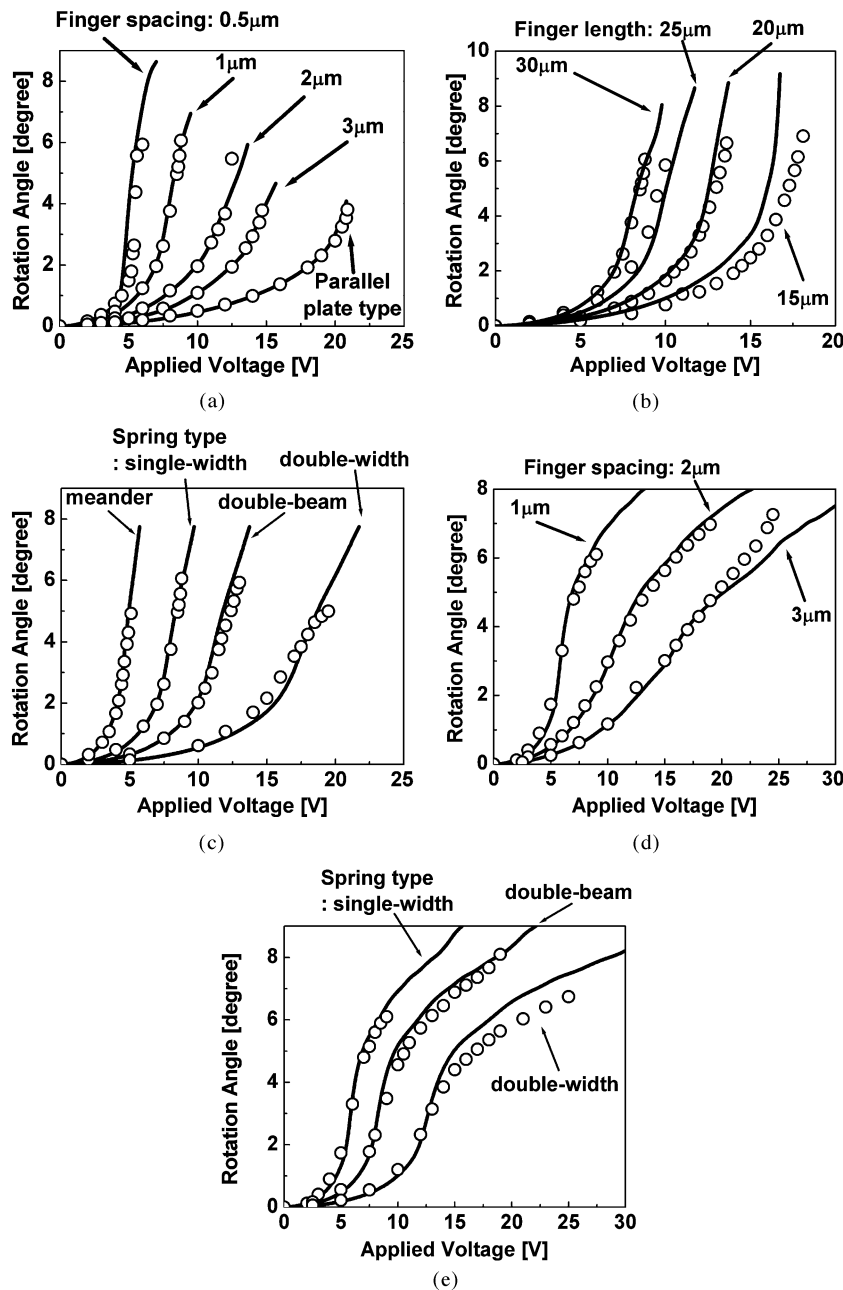 Finger spacing: 0.5μm
1μm
2μm
3μm
Parallel
plate type
Rotation Angle [degree]
8
6
4
2
0
0 5 10 15 20 25
Applied Voltage [V]
(a)
Finger length: 25μm
20μm
30μm
15μm
Rotation Angle [degree]
10
8
6
4
2
0
0 5 10 15 20
Applied Voltage [V]
(b)
Spring type
: single-width
double-width
meander
double-beam
Rotation Angle [degree]
8
6
4
2
0
0 5 10 15 20 25
Applied Voltage [V]
(c)
Finger spacing: 2μm
1μm
3μm
Rotation Angle [degree]
8
6
4
2
0
0 5 10 15 20 25 30
Applied Voltage [V]
(d)
Spring type
: single-width
double-beam
double-width
Rotation Angle [degree]
8
6
4
2
0
0 5 10 15 20 25 30
Applied Voltage [V]
(e)